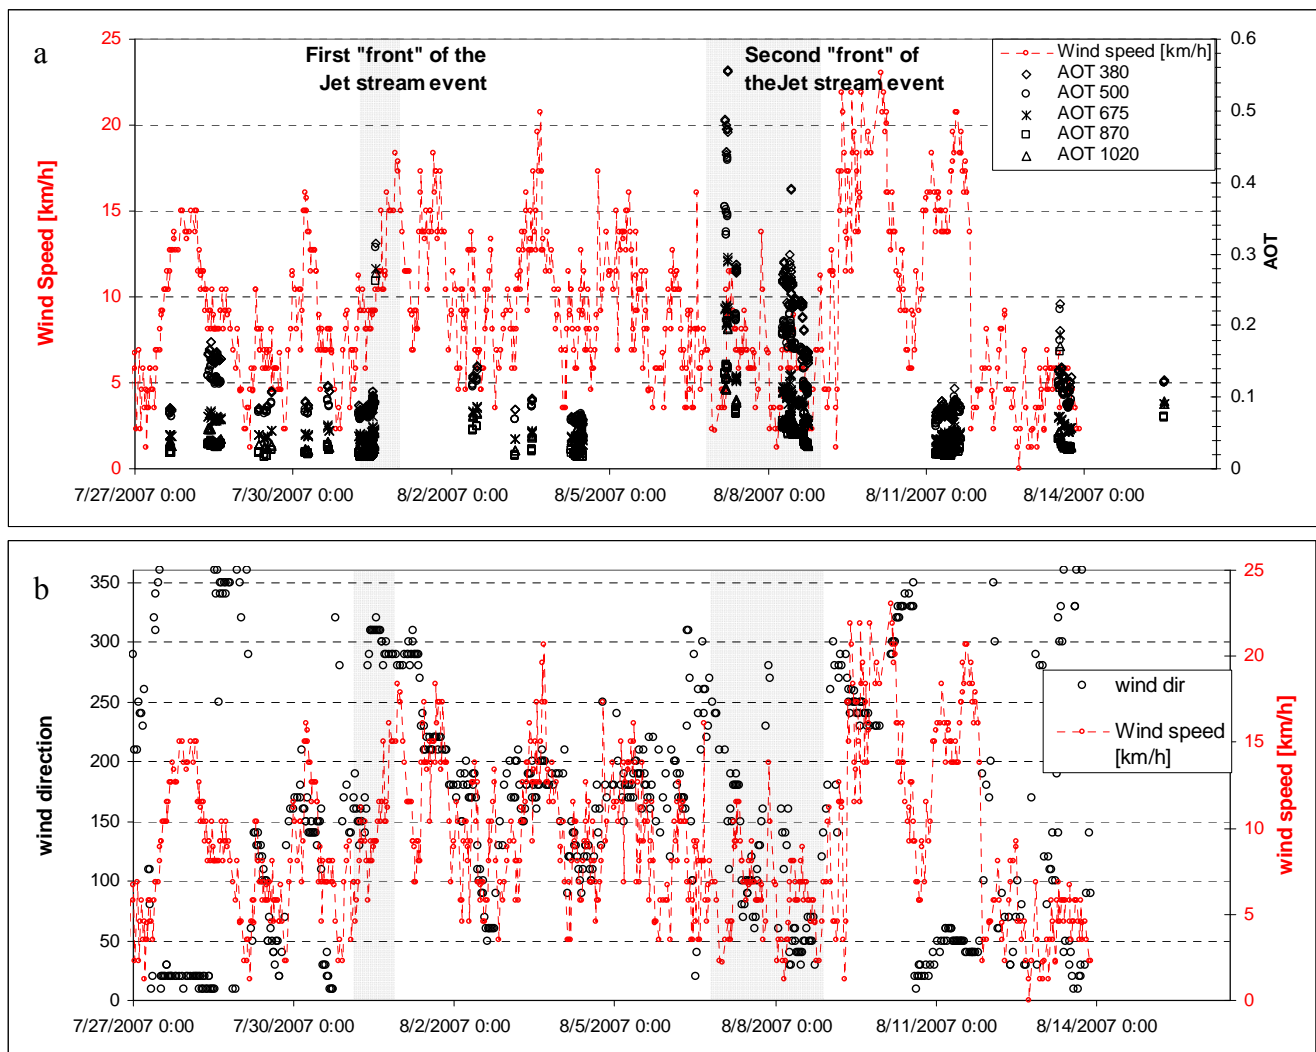 a
First "front" of the
Jet stream event
Second "front" of
theJet stream event
Wind speed [km/h]
AOT 380
AOT 500
AOT 675
AOT 870
AOT 1020
Wind Speed [km/h]
25
20
15
10
5
0
AOT
0.6
0.5
0.4
0.3
0.2
0.1
0
7/27/2007 0:00
7/30/2007 0:00
8/2/2007 0:00
8/5/2007 0:00
8/8/2007 0:00
8/11/2007 0:00
8/14/2007 0:00
b
wind direction
350
300
250
200
150
100
50
0
wind dir
Wind speed
[km/h]
wind speed [km/h]
25
20
15
10
5
0
7/27/2007 0:00
7/30/2007 0:00
8/2/2007 0:00
8/5/2007 0:00
8/8/2007 0:00
8/11/2007 0:00
8/14/2007 0:00